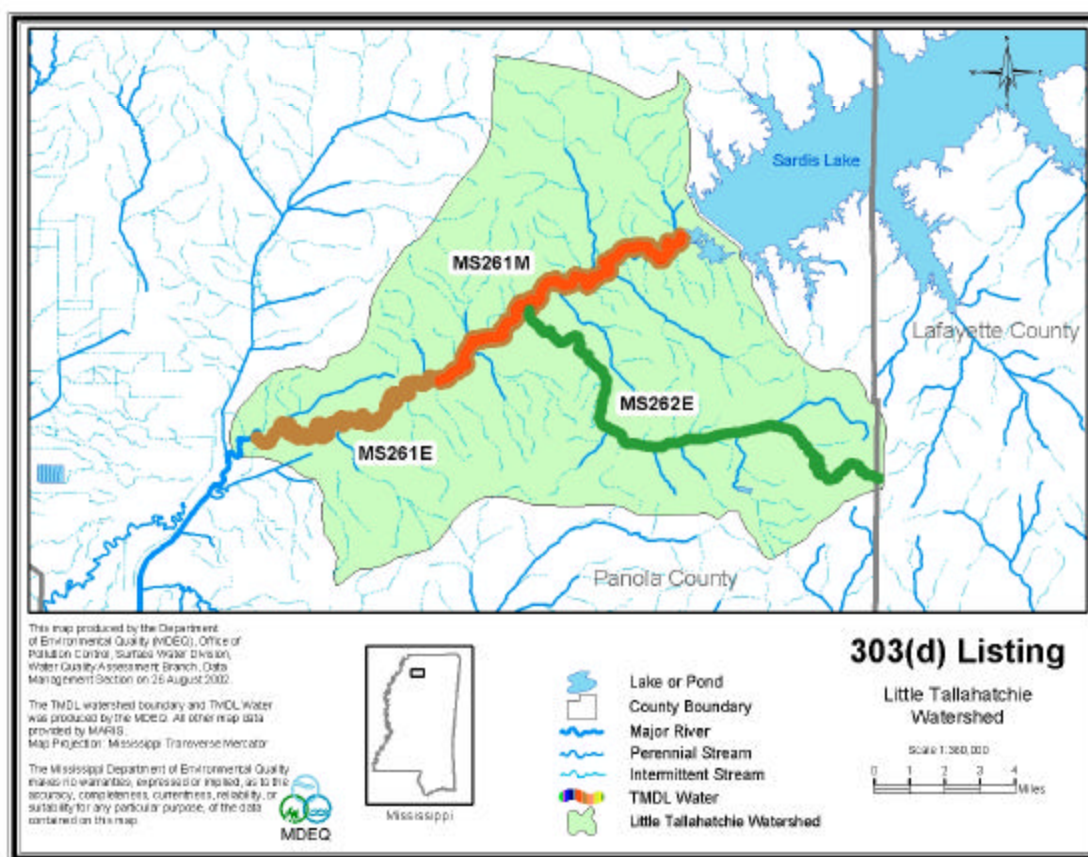 Sardis Lake
MS261M
Lafayette County
MS262E
MS261E
Panola County
This map produced by the Department
of Environmental Quality (MDEQ), Office of
Pollution Control, Surface Water Division,
Water Quality Assessment Branch, Data
Management Section on 26 August 2002.
The TMDL watershed boundary and TMDL Water
was produced by the MDEQ. All other map data
provided by MARIS.
Map Projection: Mississippi Transverse Mercator
The Mississippi Department of Environmental Quality
makes no warranties, expressed or implied, as to the
accuracy, completeness, currentness, reliability, or
suitability for any particular purpose, of the data
contained on this map.
MDEQ
Mississippi
Lake or Pond
County Boundary
Major River
Perennial Stream
Intermittent Stream
TMDL Water
Little Tallahatchie Watershed
303(d) Listing
Little Tallahatchie
Watershed
Scale 1:360,000
0 1 2 3 4
Miles